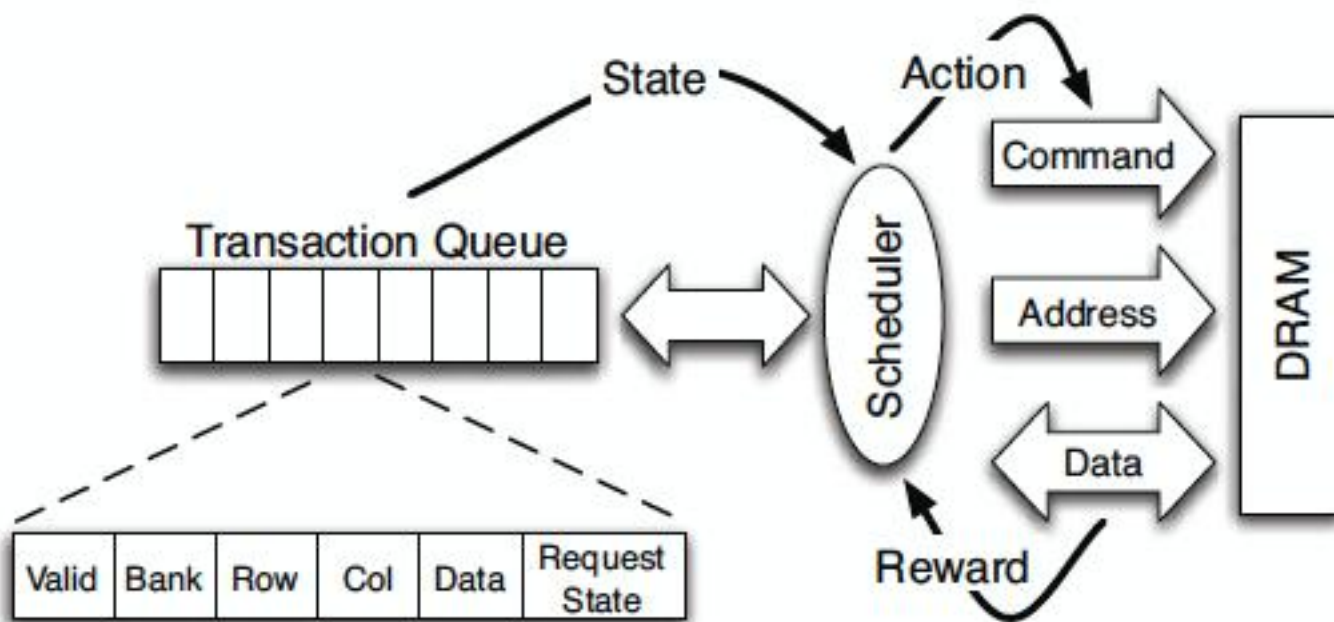 State
Action
Command
Transaction Queue
Scheduler
Address
DRAM
Data
Reward
Valid
Bank
Row
Col
Data
Request
State